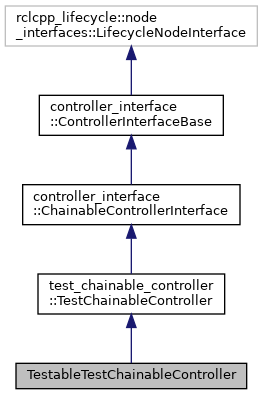 rclcpp_lifecycle::node
_interfaces::LifecycleNodeInterface
controller_interface
::ControllerInterfaceBase
controller_interface
::ChainableControllerInterface
test_chainable_controller
::TestChainableController
TestableTestChainableController